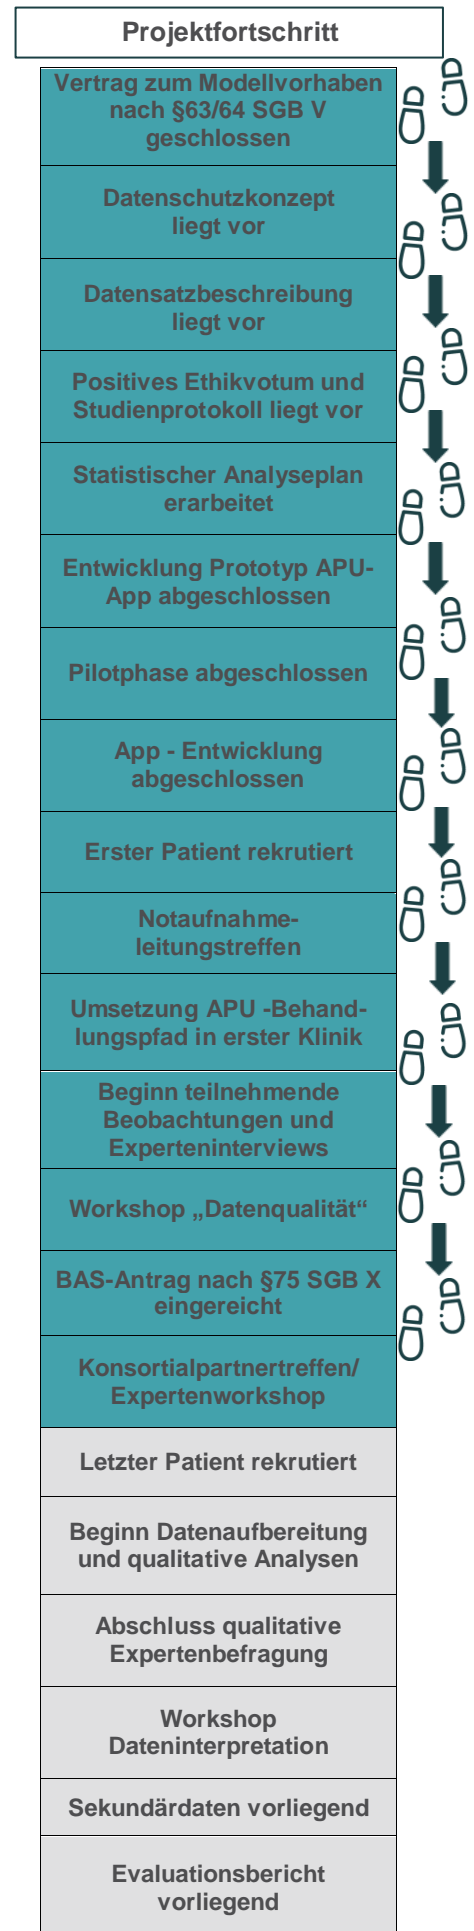 Projektfortschritt
Vertrag zum Modellvorhaben
nach §63/64 SGB V
geschlossen
Datenschutzkonzept
liegt vor
Datensatzbeschreibung
liegt vor
Positives Ethikvotum und
Studienprotokoll liegt vor
Statistischer Analyseplan
erarbeitet
Entwicklung Prototyp APU-
App abgeschlossen
Pilotphase abgeschlossen
App - Entwicklung
abgeschlossen
Erster Patient rekrutiert
Notaufnahme-
leitungstreffen
Umsetzung APU -Behand-
lungspfad in erster Klinik
Beginn teilnehmende
Beobachtungen und
Experteninterviews
Workshop „Datenqualität“
BAS-Antrag nach §75 SGB X
eingereicht
Konsortialpartnertreffen/
Expertenworkshop
Letzter Patient rekrutiert
Beginn Datenaufbereitung
und qualitative Analysen
Abschluss qualitative
Expertenbefragung
Workshop
Dateninterpretation
Sekundärdaten vorliegend
Evaluationsbericht
vorliegend